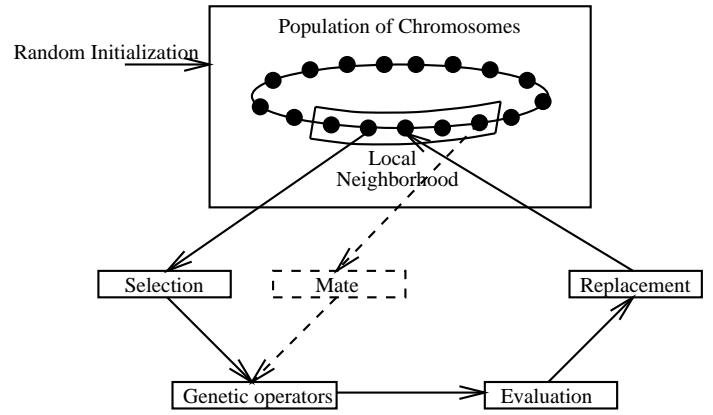 Population of Chromosomes
Random Initialization
Local
Neighborhood
Selection
Mate
Replacement
Genetic operators
Evaluation